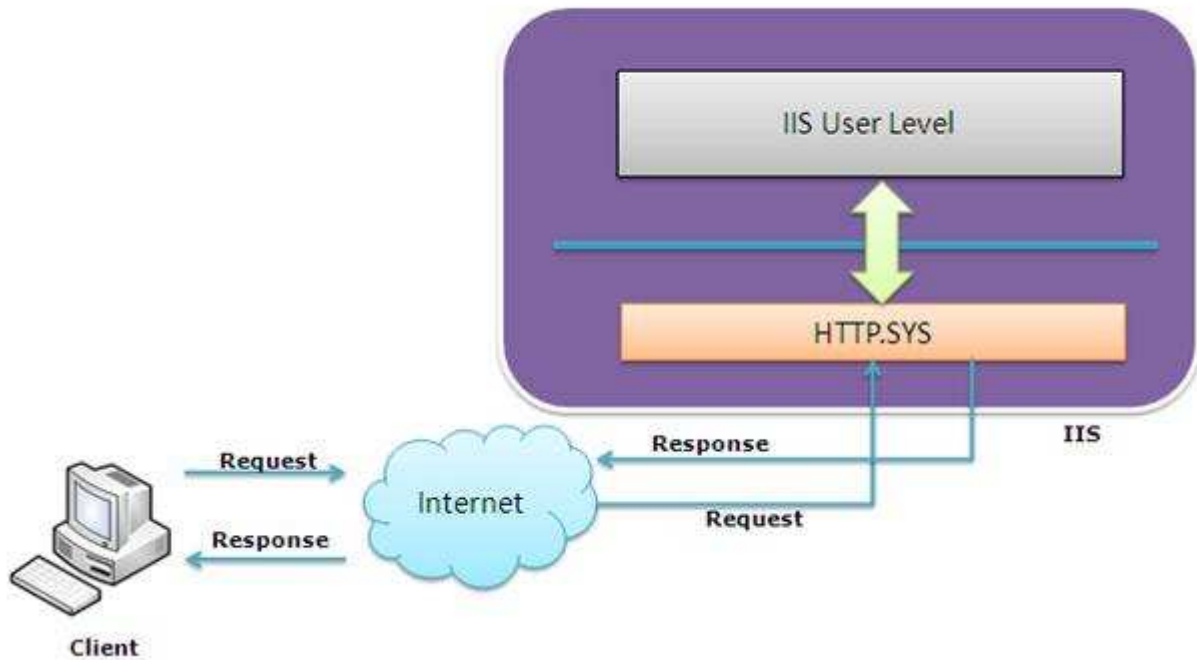 IIS User Level
HTTP.SYS
IIS
Response
Request
Internet
Request
Response
Client